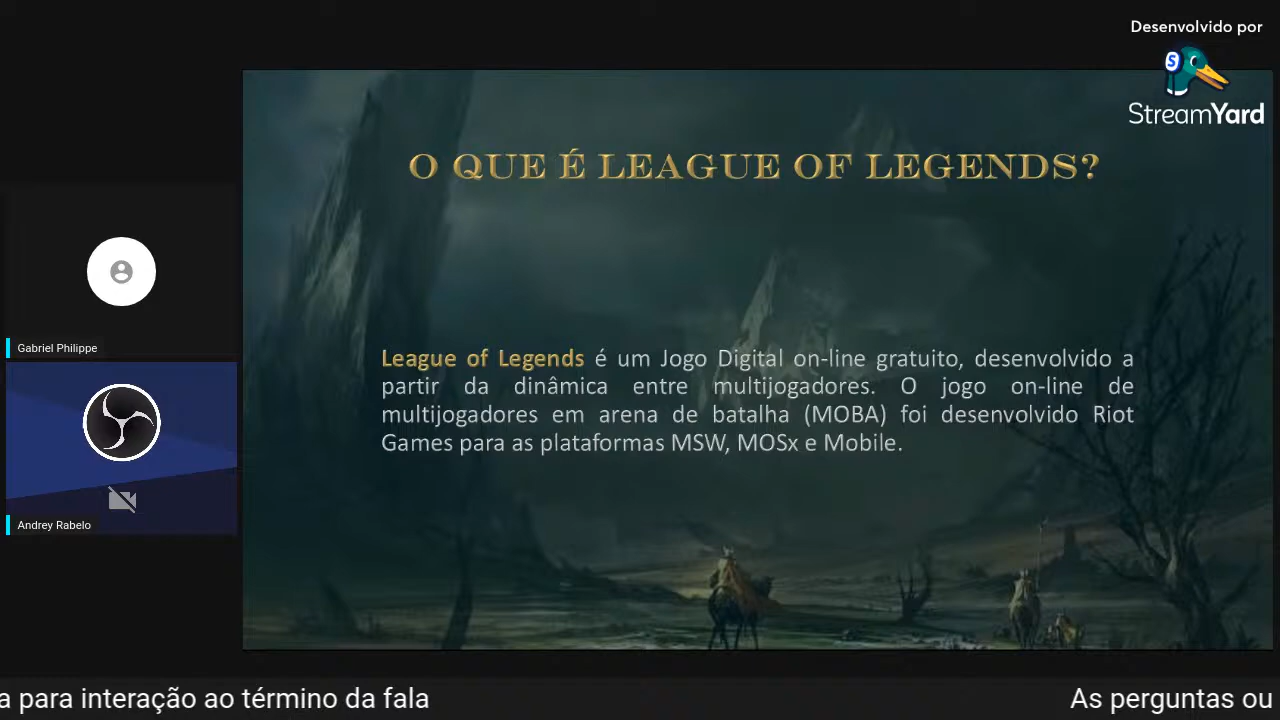 Desenvolvido por
S
StreamYard
O QUE É LEAGUE OF LEGENDS?
League of Legends é um Jogo Digital on-line gratuito, desenvolvido a
partir da dinâmica entre multijogadores. O jogo on-line de
multijogadores em arena de batalha (MOBA) foi desenvolvido Riot
Games para as plataformas MSW, MOSx e Mobile.
Gabriel Philippe
Andrey Rabelo
a para interação ao término da fala
As perguntas ou